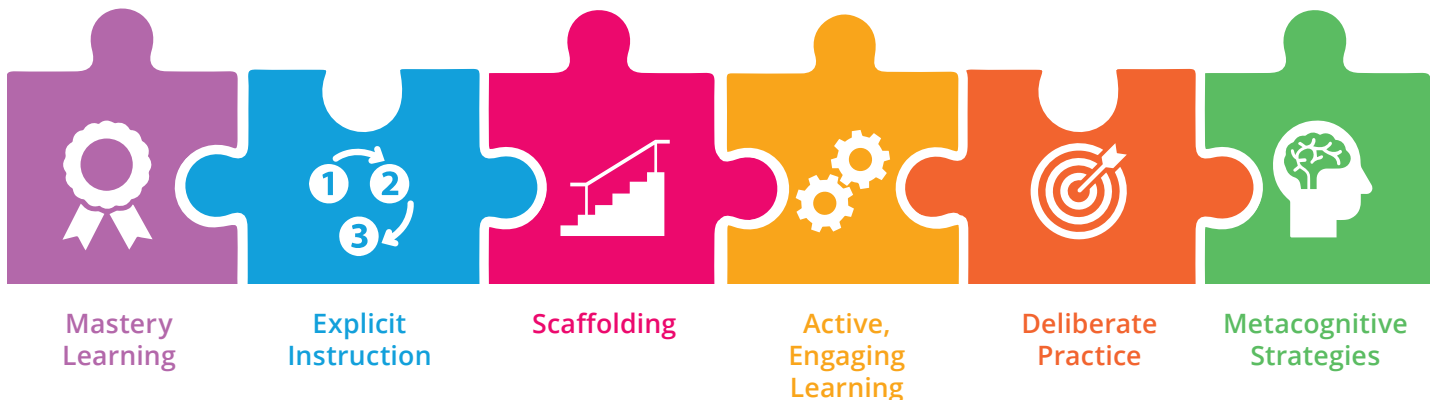 1
2
3
Mastery
Learning
Explicit
Instruction
Scaffolding
Active,
Engaging
Learning
Deliberate
Practice
Metacognitive
Strategies